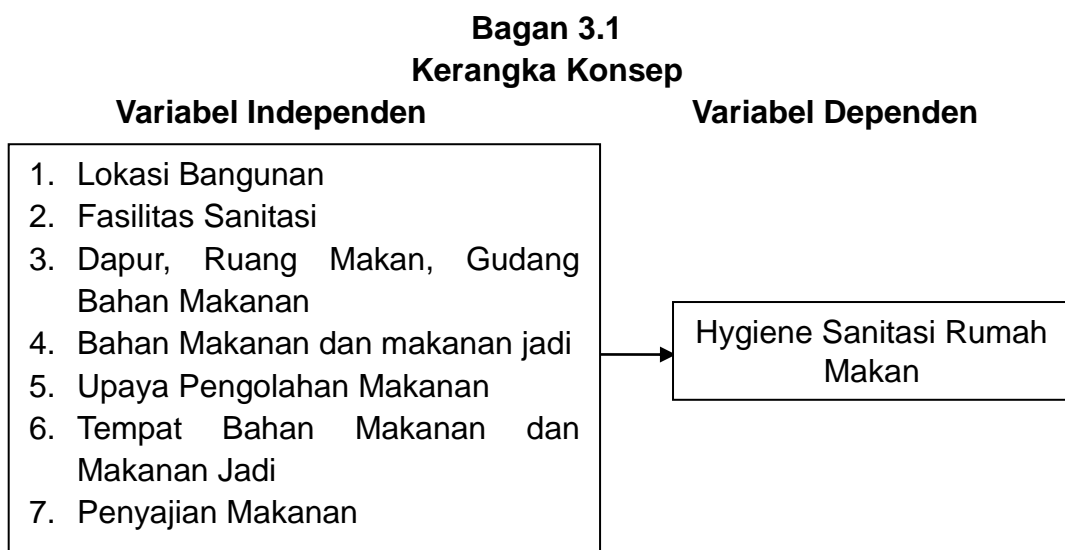 Bagan 3.1
Kerangka Konsep
Variabel Independen
Variabel Dependen
1. Lokasi Bangunan
2. Fasilitas Sanitasi
3. Dapur, Ruang Makan, Gudang
Bahan Makanan
4. Bahan Makanan dan makanan jadi
5. Upaya Pengolahan Makanan
6. Tempat Bahan Makanan dan
Makanan Jadi
7. Penyajian Makanan
Hygiene Sanitasi Rumah
Makan